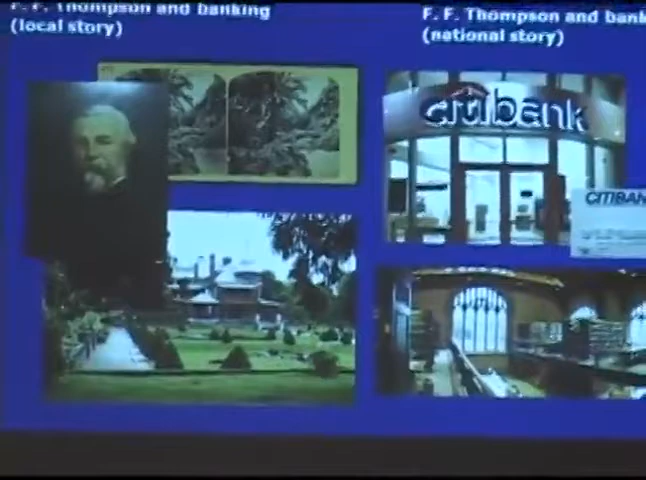 F. F. Thompson and banking
(local story)
F. F. Thompson and bank
(national story)
citibank
CITIBAN